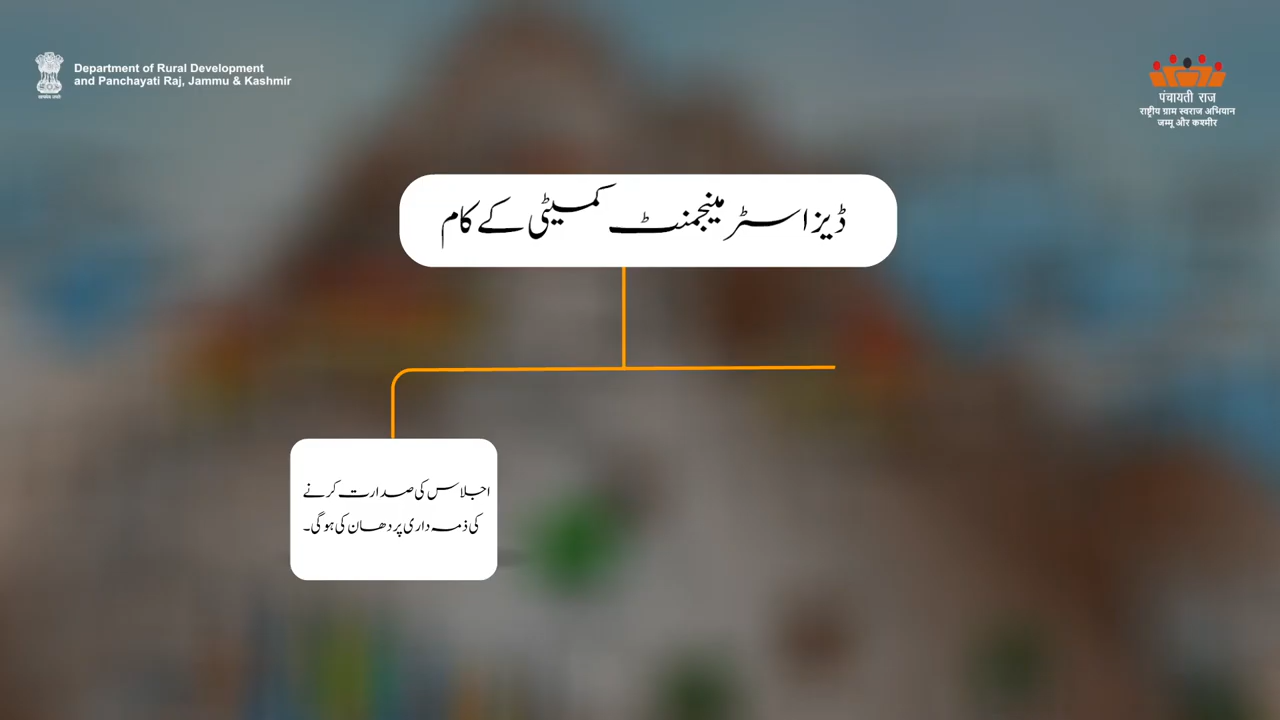 Department of Rural Development
and Panchayati Raj, Jammu & Kashmir
पंचायती राज
राष्ट्रीय ग्राम स्वराज अभियान
जम्मू और कश्मीर
ڈیزاسٹر مینجمنٹ کمیٹی کے کام
اجلاس کی صدارت کرنے
کی ذمہ داری پردھان کی ہوگی۔